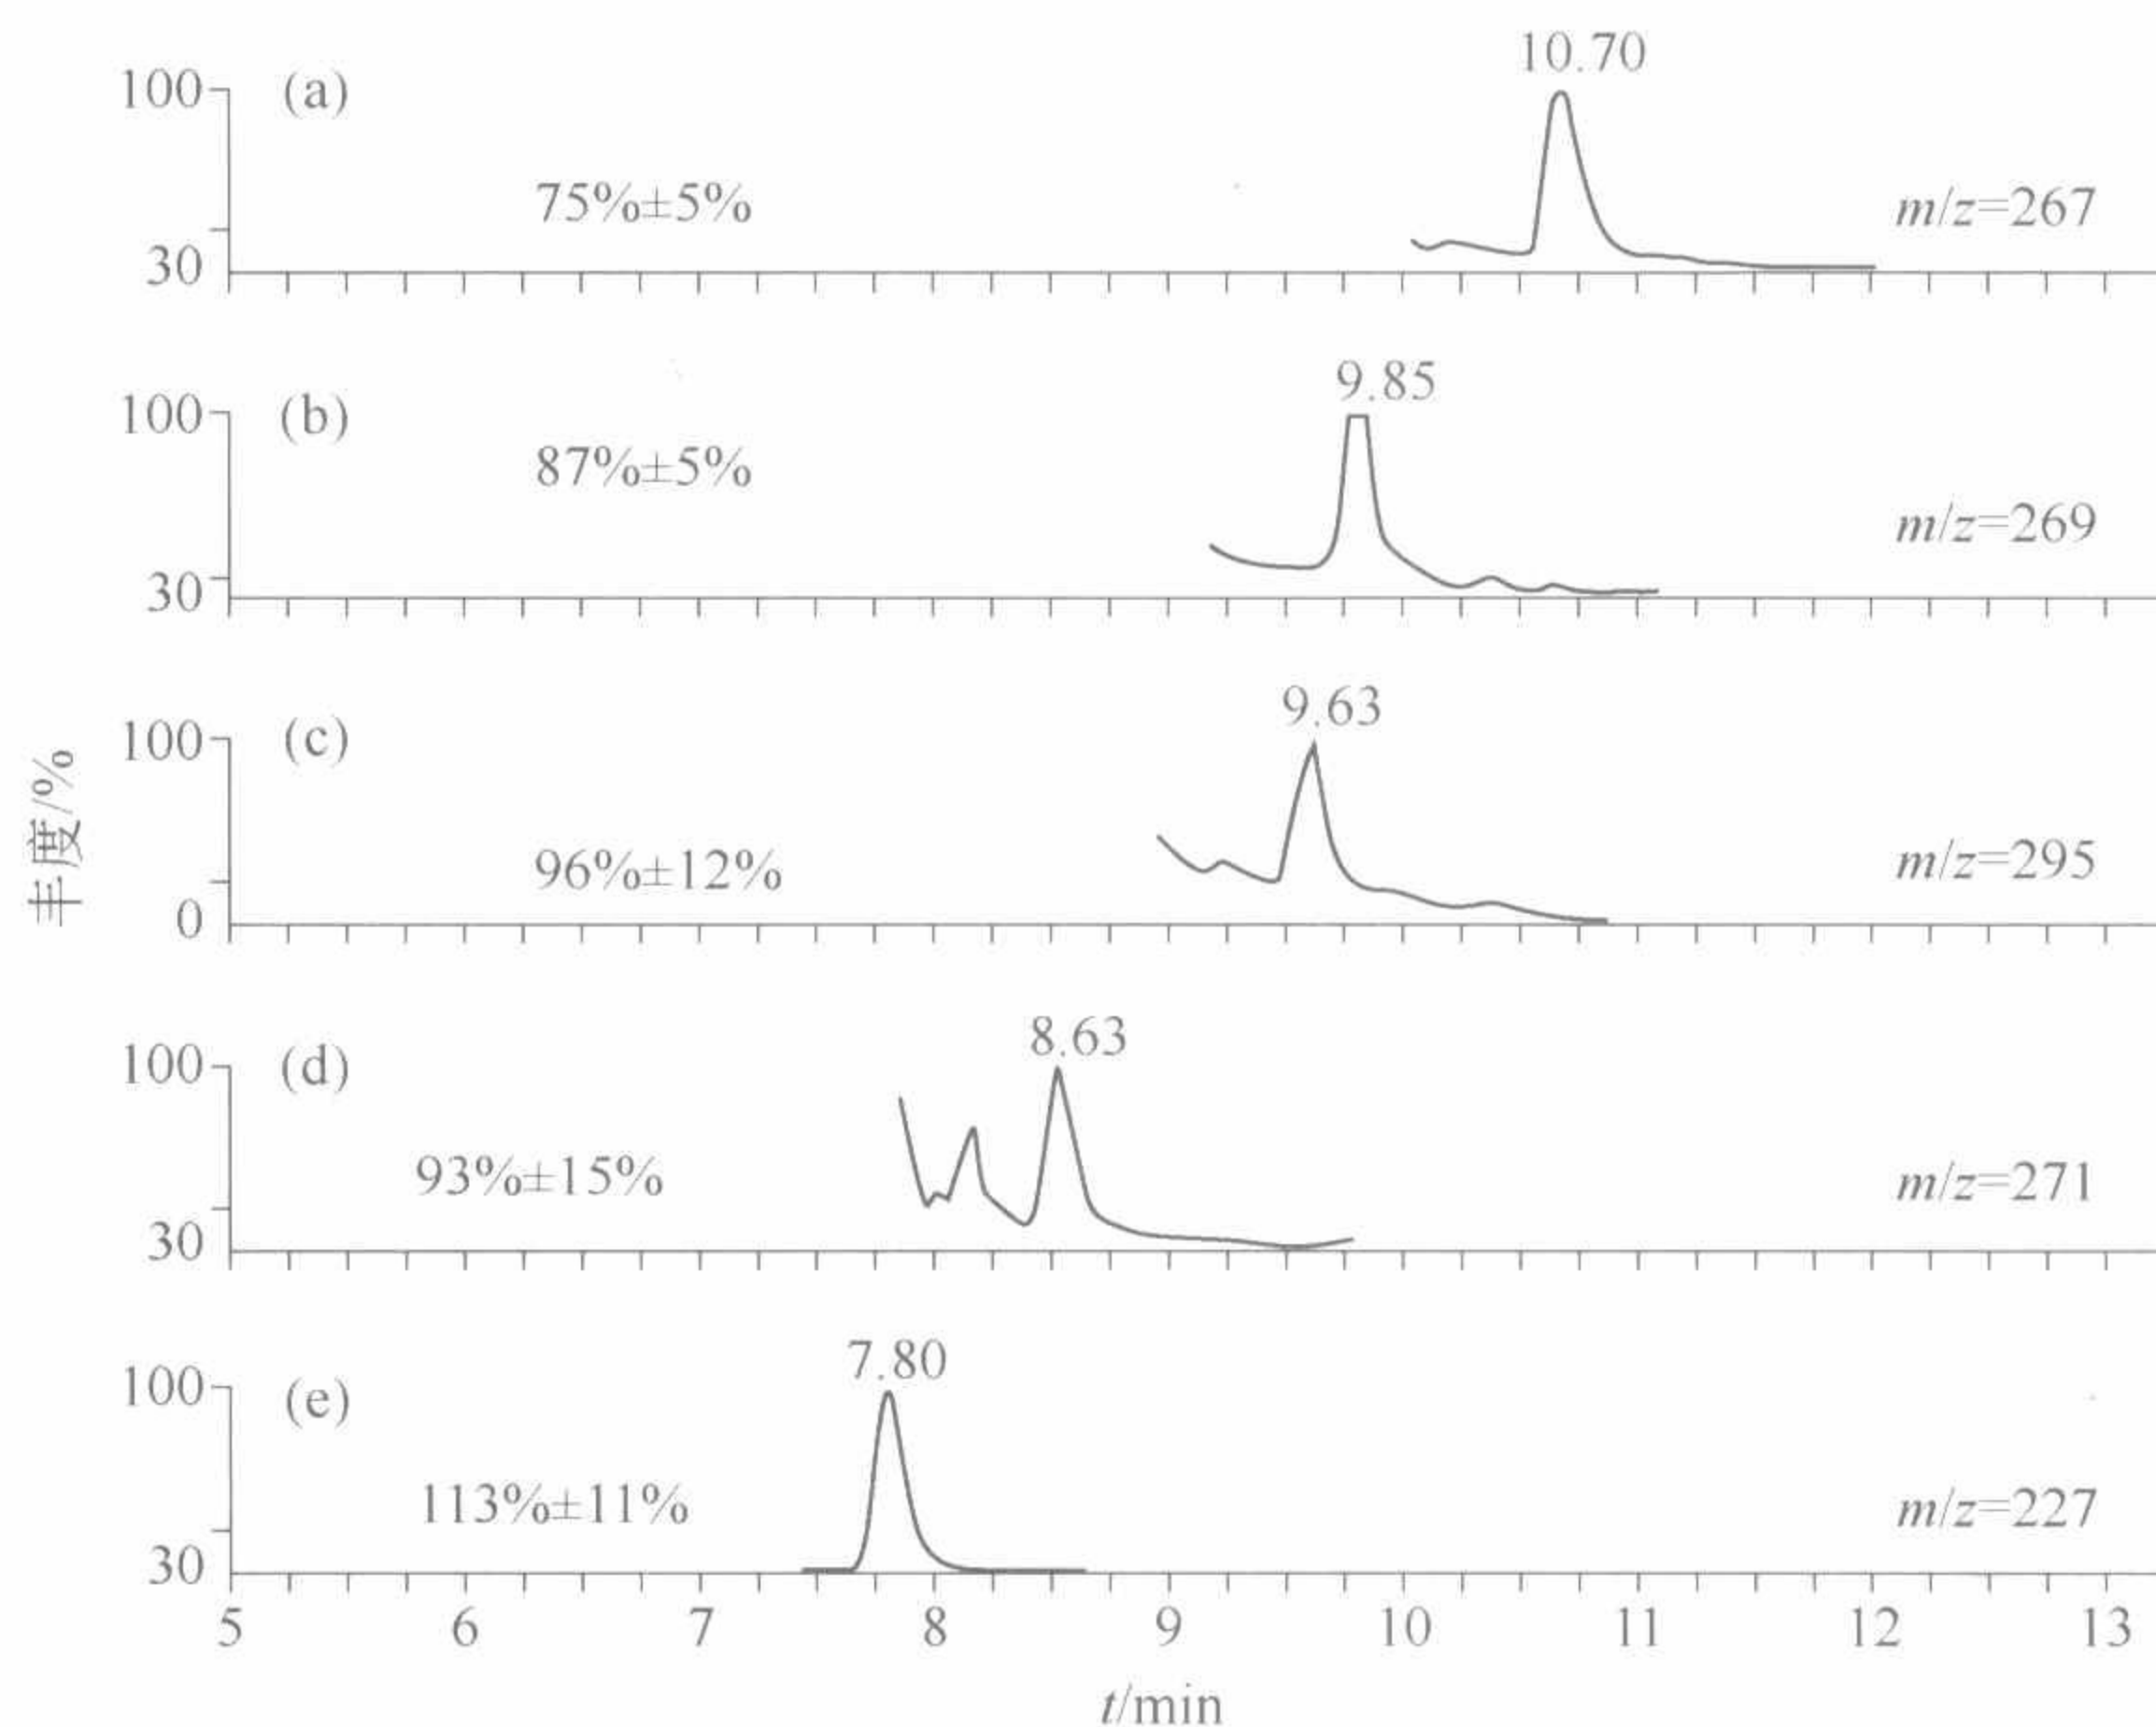 10.70
100
(a)
75%±5%
m/z=267
30
9.85
100
(b)
87%±5%
m/z=269
30
9.63
100
(c)
96%±12%
m/z=295
0
丰度/%
8.63
100
(d)
93%±15%
m/z=271
30
7.80
100
(e)
113%±11%
m/z=227
30
5 6 7 8 9 10 11 12 13
t/min